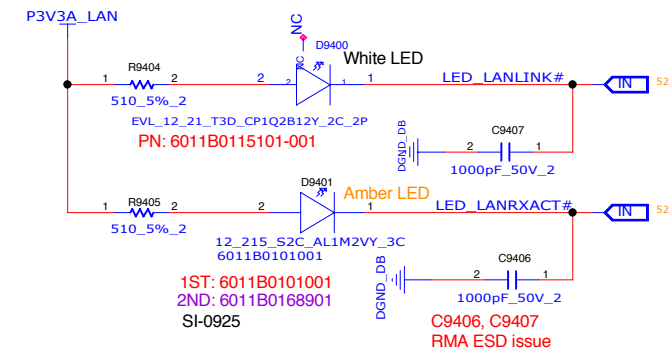 P3V3A_LAN
NC
R9404
1
2
510_5%_2
D9400
White LED
NC
2
2
1
1
LED_LANLINK#
IN
52
EVL_12_21_T3D_CP1Q2B12Y_2C_2P
PN: 6011B0115101-001
DGND_DB
C9407
2
1
1000pF_50V_2
R9405
1
2
510_5%_2
D9401
Amber LED
2
1
LED_LANRXACT#
IN
52
12_215_S2C_AL1M2VY_3C
6011B0101001
1ST: 6011B0101001
2ND: 6011B0168901
SI-0925
DGND_DB
C9406
2
1
1000pF_50V_2
C9406, C9407
RMA ESD issue